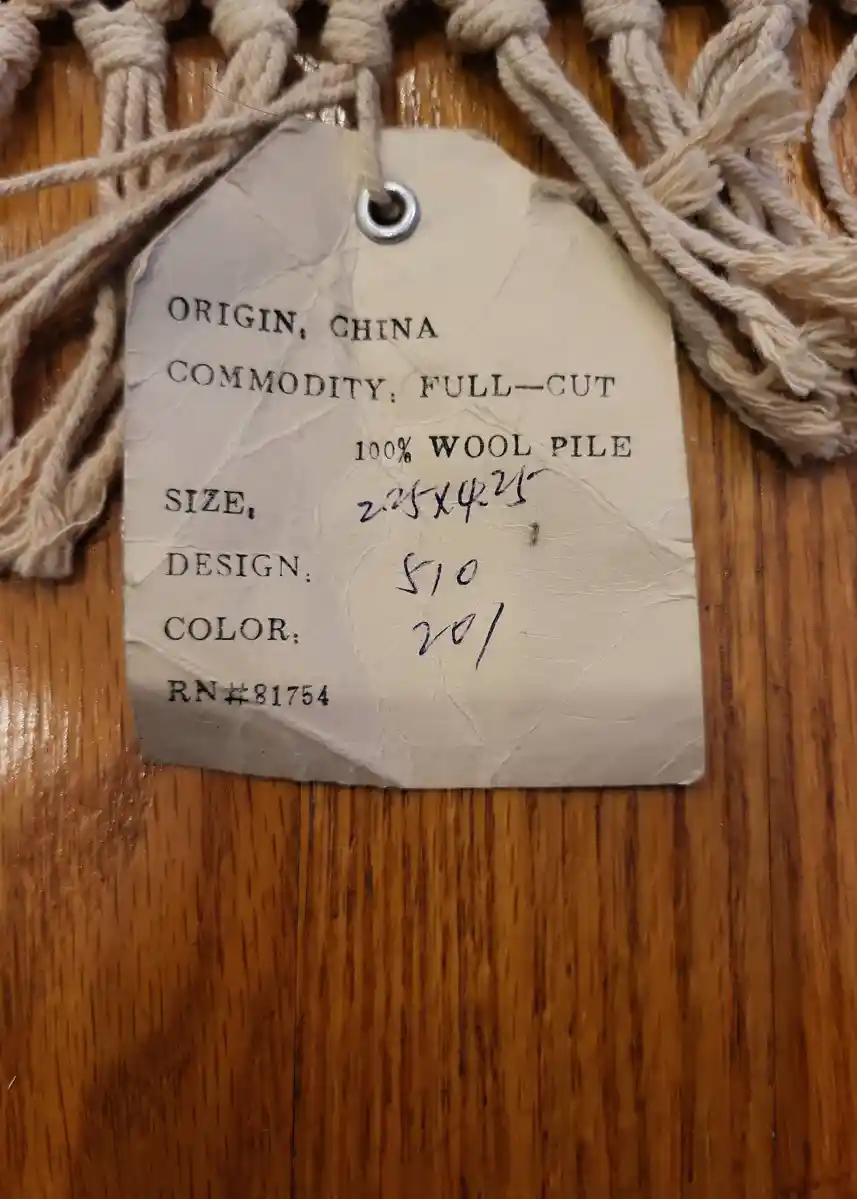 ORIGIN: CHINA
COMMODITY: FULL—CUT
100% WOOL PILE
SIZE: 2.25X4.25
DESIGN: 510
COLOR: 201
RN#81754